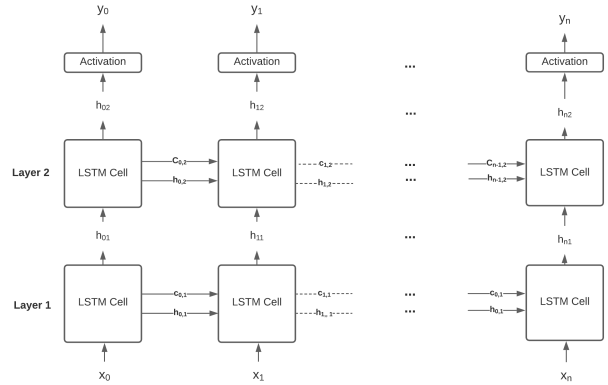 y0 y1 yn
Activation Activation ... Activation
h02 h12 ... hn2
Layer 2 LSTM Cell C0,2 LSTM Cell c1,2 ... Cn-1,2 LSTM Cell
h0,2 h1,2 ... hn-1,2
h01 h11 ... hn1
Layer 1 LSTM Cell c0,1 LSTM Cell c1,1 ... c0,1 LSTM Cell
h0,1 h1,, 1 ... h0,1
x0 x1 xn